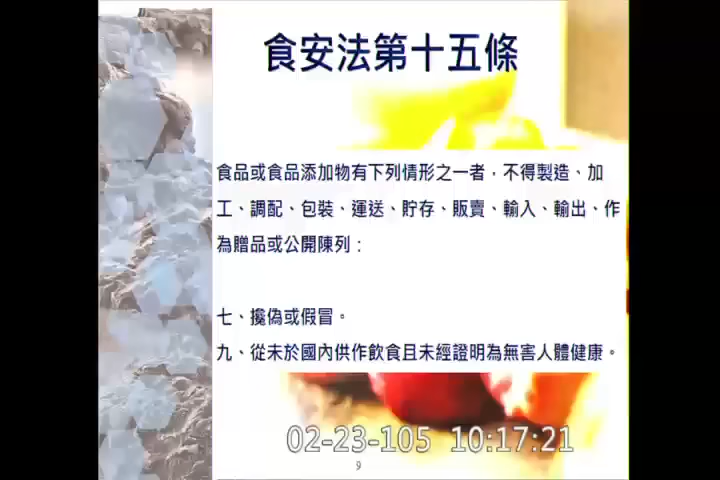 食安法第十五條
食品或食品添加物有下列情形之一者，不得製造、加
工、調配、包裝、運送、貯存、販賣、輸入、輸出、作
為贈品或公開陳列：
七、攙偽或假冒。
九、從未於國內供作飲食且未經證明為無害人體健康。
02-23-105 10:17:21
9